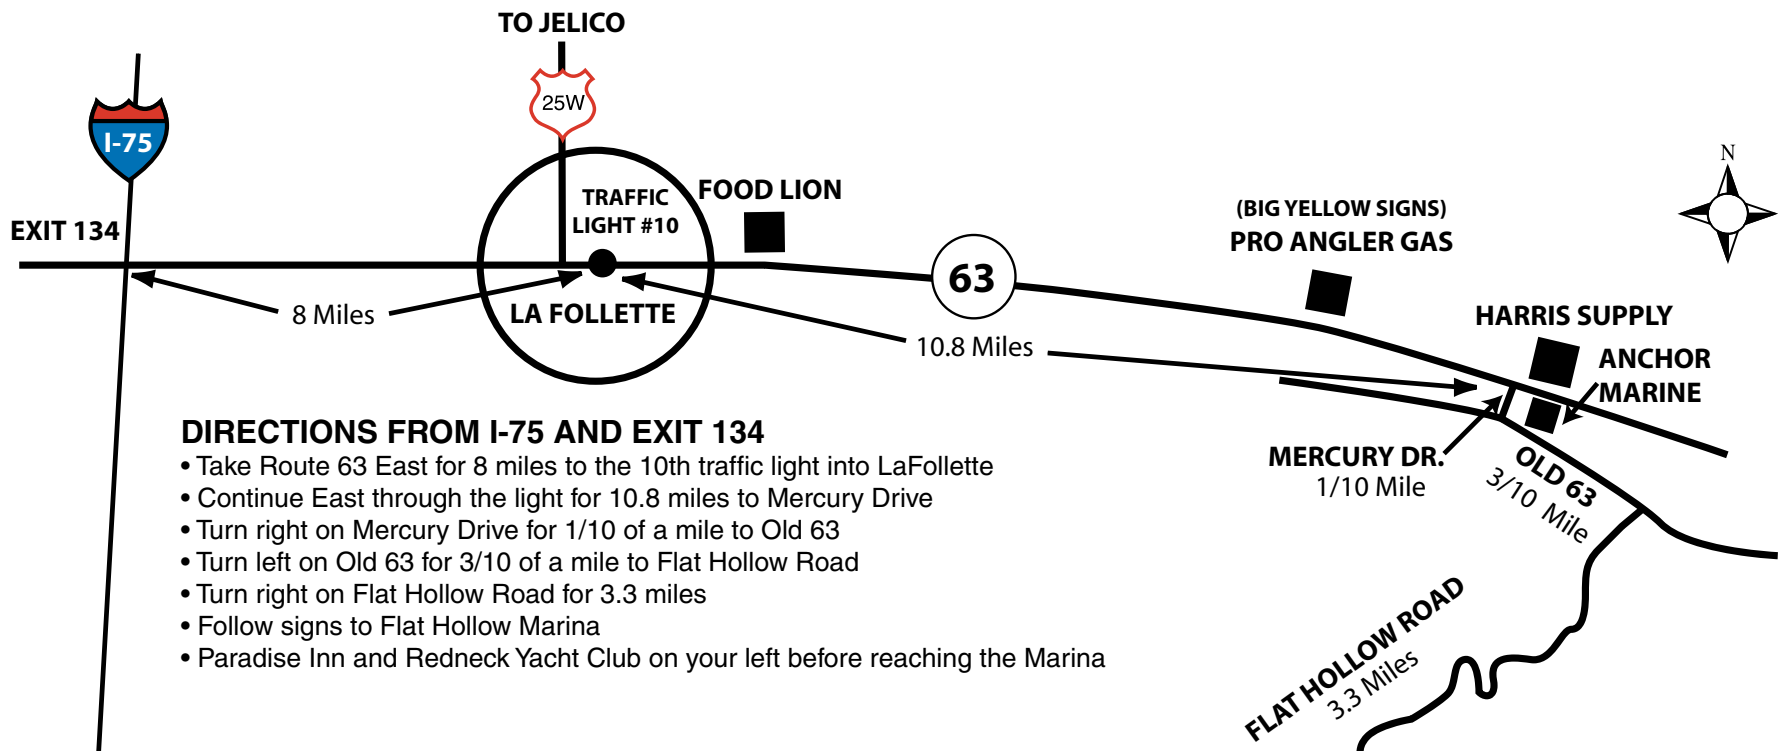 TO JELICO
25W
I-75
EXIT 134
TRAFFIC
LIGHT #10
FOOD LION
N
(BIG YELLOW SIGNS)
PRO ANGLER GAS
63
8 Miles
LA FOLLETTE
10.8 Miles
HARRIS SUPPLY
ANCHOR
MARINE
MERCURY DR.
1/10 Mile
OLD 63
3/10 Mile
FLAT HOLLOW ROAD
3.3 Miles
DIRECTIONS FROM I-75 AND EXIT 134
• Take Route 63 East for 8 miles to the 10th traffic light into LaFollette
• Continue East through the light for 10.8 miles to Mercury Drive
• Turn right on Mercury Drive for 1/10 of a mile to Old 63
• Turn left on Old 63 for 3/10 of a mile to Flat Hollow Road
• Turn right on Flat Hollow Road for 3.3 miles
• Follow signs to Flat Hollow Marina
• Paradise Inn and Redneck Yacht Club on your left before reaching the Marina